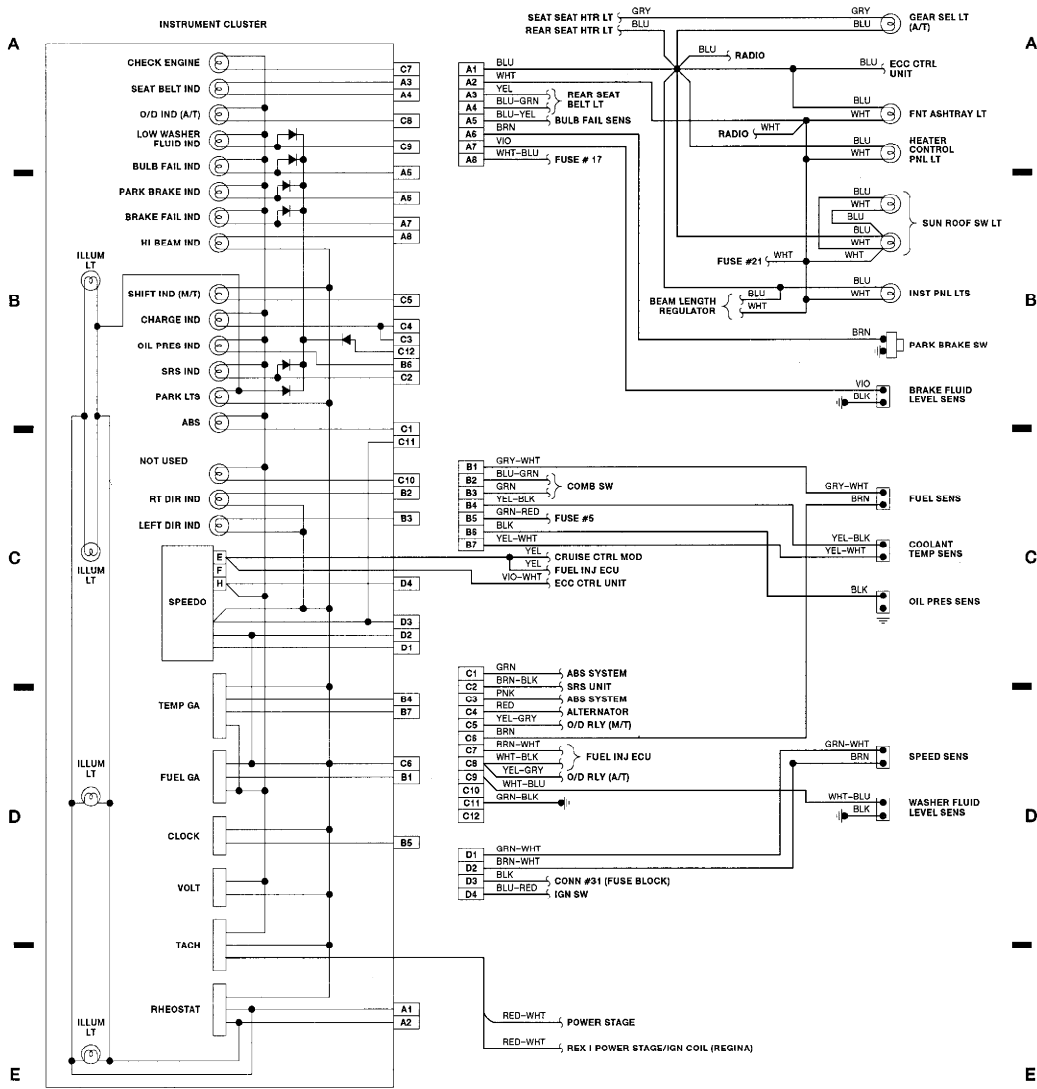 INSTRUMENT CLUSTER
A
CHECK ENGINE
SEAT BELT IND
O/D IND (A/T)
LOW WASHER
FLUID IND
BULB FAIL IND
PARK BRAKE IND
BRAKE FAIL IND
HI BEAM IND
ILLUM
LT
B
SHIFT IND (M/T)
CHARGE IND
OIL PRES IND
SRS IND
PARK LTS
ABS
NOT USED
RT DIR IND
LEFT DIR IND
C
ILLUM
LT
SPEEDO
E
F
H
TEMP GA
FUEL GA
ILLUM
LT
D
CLOCK
VOLT
TACH
RHEOSTAT
ILLUM
LT
E
C7
A3
A4
C8
C9
A5
A6
A7
A8
C5
C4
C3
C12
B6
C2
C1
C11
C10
B2
B3
D4
D3
D2
D1
B4
B7
C6
B1
B5
A1
A2
SEAT SEAT HTR LT
GRY
REAR SEAT HTR LT
BLU
GRY
BLU
GEAR SEL LT
(A/T)
A
BLU
RADIO
BLU
ECC CTRL
UNIT
A1 BLU
A2 WHT
A3 YEL
A4 BLU-GRN
REAR SEAT
BELT LT
A5 BLU-YEL BULB FAIL SENS
A6 BRN
A7 VIO
A8 WHT-BLU FUSE # 17
BLU
WHT
FNT ASHTRAY LT
RADIO WHT
BLU
WHT
HEATER
CONTROL
PNL LT
BLU
WHT
BLU
BLU
WHT
SUN ROOF SW LT
FUSE #21 WHT
WHT
BLU
WHT
INST PNL LTS
B
BEAM LENGTH
REGULATOR
BLU
WHT
BRN
PARK BRAKE SW
VIO
BLK
BRAKE FLUID
LEVEL SENS
B1 GRY-WHT
B2 BLU-GRN
B3 GRN
COMB SW
B4 YEL-BLK
B5 GRN-RED FUSE #5
B6 BLK
B7 YEL-WHT
GRY-WHT
BRN
FUEL SENS
YEL-BLK
YEL-WHT
COOLANT
TEMP SENS
C
YEL CRUISE CTRL MOD
YEL FUEL INJ ECU
VIO-WHT ECC CTRL UNIT
BLK
OIL PRES SENS
C1 GRN ABS SYSTEM
C2 BRN-BLK SRS UNIT
C3 PNK ABS SYSTEM
C4 RED ALTERNATOR
C5 YEL-GRY O/D RLY (M/T)
C6 BRN
C7 BRN-WHT
C8 WHT-BLK
FUEL INJ ECU
C9 YEL-GRY O/D RLY (A/T)
C10 WHT-BLU
C11 GRN-BLK
C12
GRN-WHT
BRN
SPEED SENS
WHT-BLU
BLK
WASHER FLUID
LEVEL SENS
D
D1 GRN-WHT
D2 BRN-WHT
D3 BLK CONN #31 (FUSE BLOCK)
D4 BLU-RED IGN SW
RED-WHT POWER STAGE
RED-WHT REX I POWER STAGE/IGN COIL (REGINA)
E